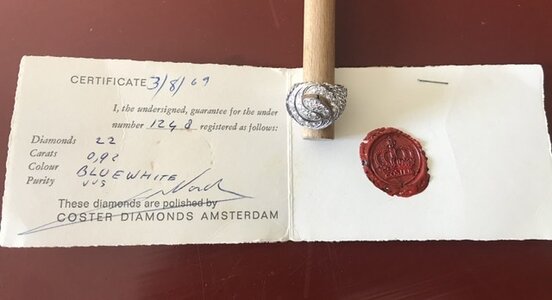 CERTIFICATE 3/8/69
I, the undersigned, guarantee for the under
number 1248 registered as follows:
Diamonds 22
Carats 0,92
Colour BLUEWHITE
Purity VVS
These diamonds are polished by
COSTER DIAMONDS AMSTERDAM
COSTER